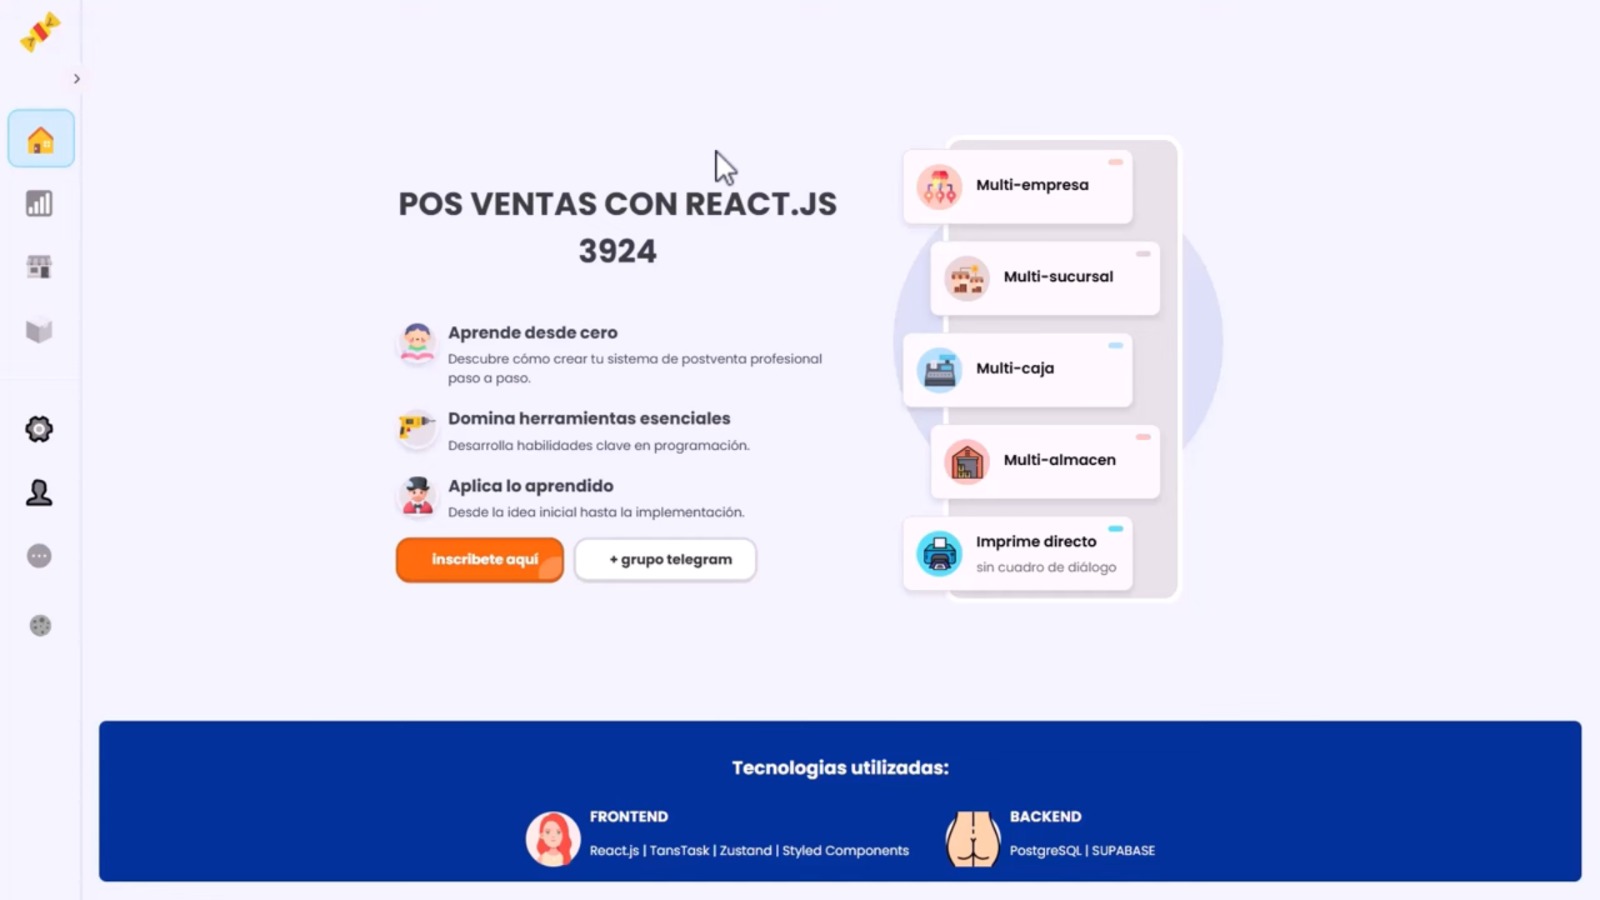 POS VENTAS CON REACT.JS
3924
Aprende desde cero
Descubre cómo crear tu sistema de postventa profesional
paso a paso.
Domina herramientas esenciales
Desarrolla habilidades clave en programación.
Aplica lo aprendido
Desde la idea inicial hasta la implementación.
inscribete aquí
+ grupo telegram
Multi-empresa
Multi-sucursal
Multi-caja
Multi-almacen
Imprime directo
sin cuadro de diálogo
Tecnologias utilizadas:
FRONTEND
React.js | TansTask | Zustand | Styled Components
BACKEND
PostgreSQL | SUPABASE